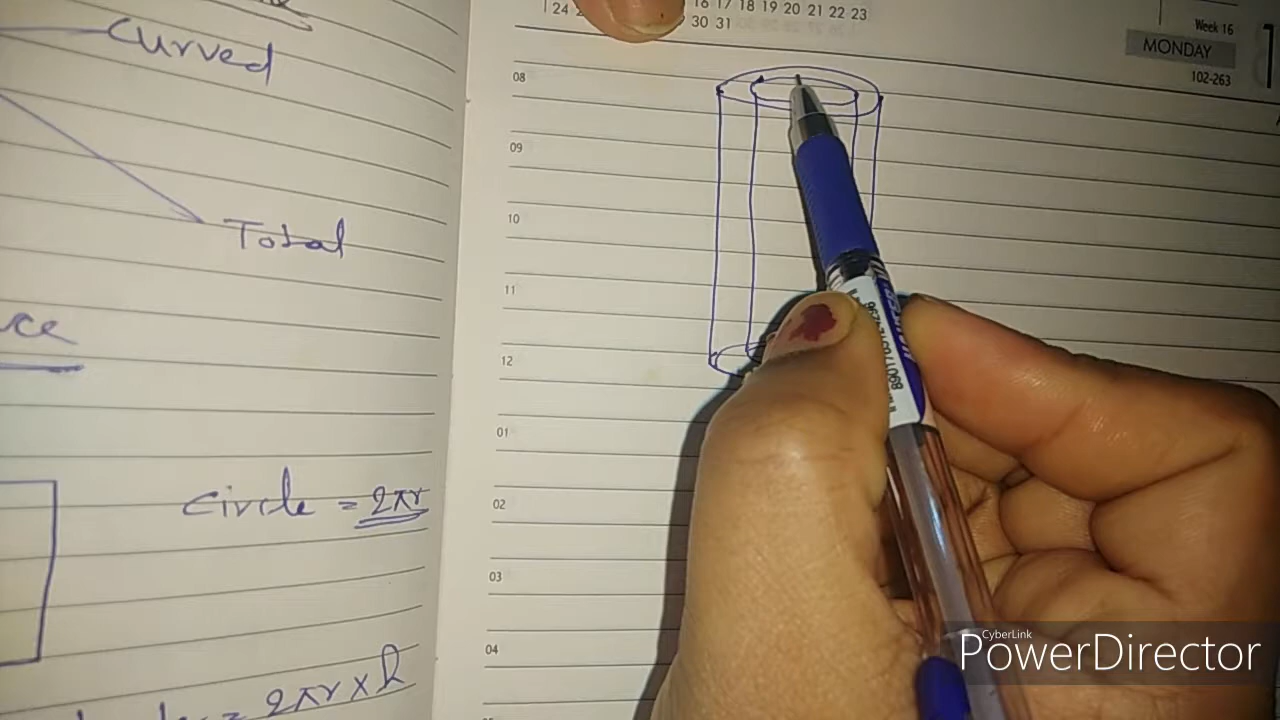 Curved
Total
circle = 2πr
= 2πr x h
24
16 17 18 19 20 21 22 23
30 31
Week 16
MONDAY
102-263
08
09
10
11
12
01
02
03
04
CyberLink
PowerDirector